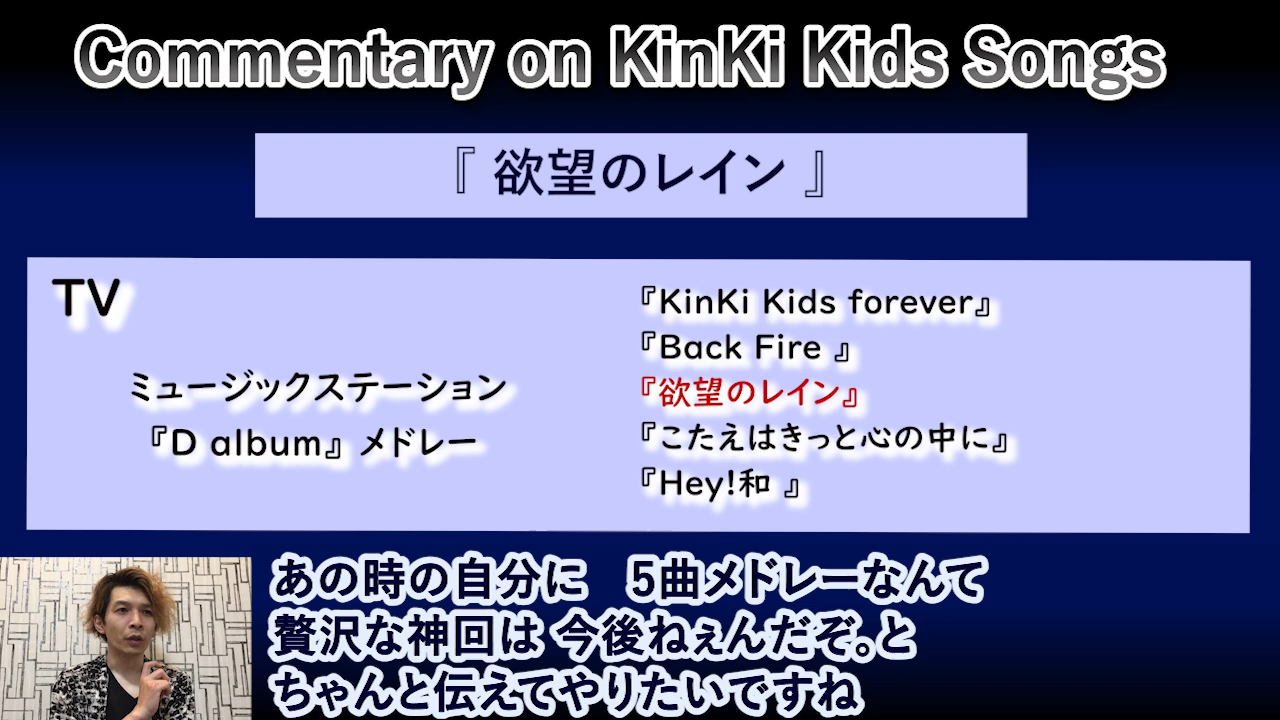 Commentary on KinKi Kids Songs
『 欲望のレイン 』
TV
ミュージックステーション
『D album』 メドレー
『KinKi Kids forever』
『Back Fire 』
『欲望のレイン』
『こたえはきっと心の中に』
『Hey!和 』
あの時の自分に　5曲メドレーなんて
贅沢な神回は 今後ねぇんだぞ。と
ちゃんと伝えてやりたいですね